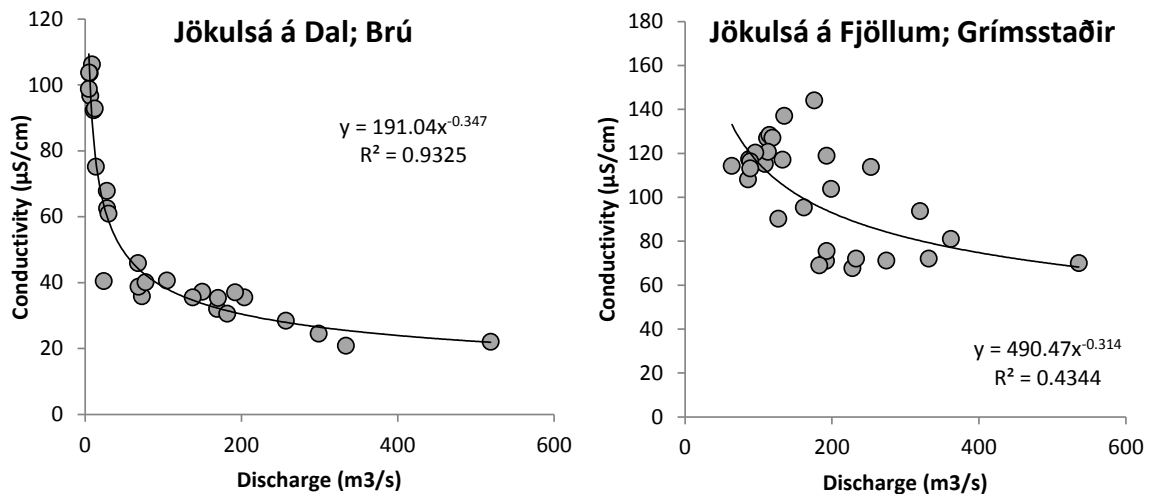 Jökulsá á Dal; Brú
120
100
80
60
40
20
0
0
200
400
600
Conductivity (µS/cm)
Discharge (m3/s)
y = 191.04x^-0.347
R² = 0.9325
Jökulsá á Fjöllum; Grímsstaðir
180
160
140
120
100
80
60
40
20
0
0
200
400
600
Conductivity (µS/cm)
Discharge (m3/s)
y = 490.47x^-0.314
R² = 0.4344